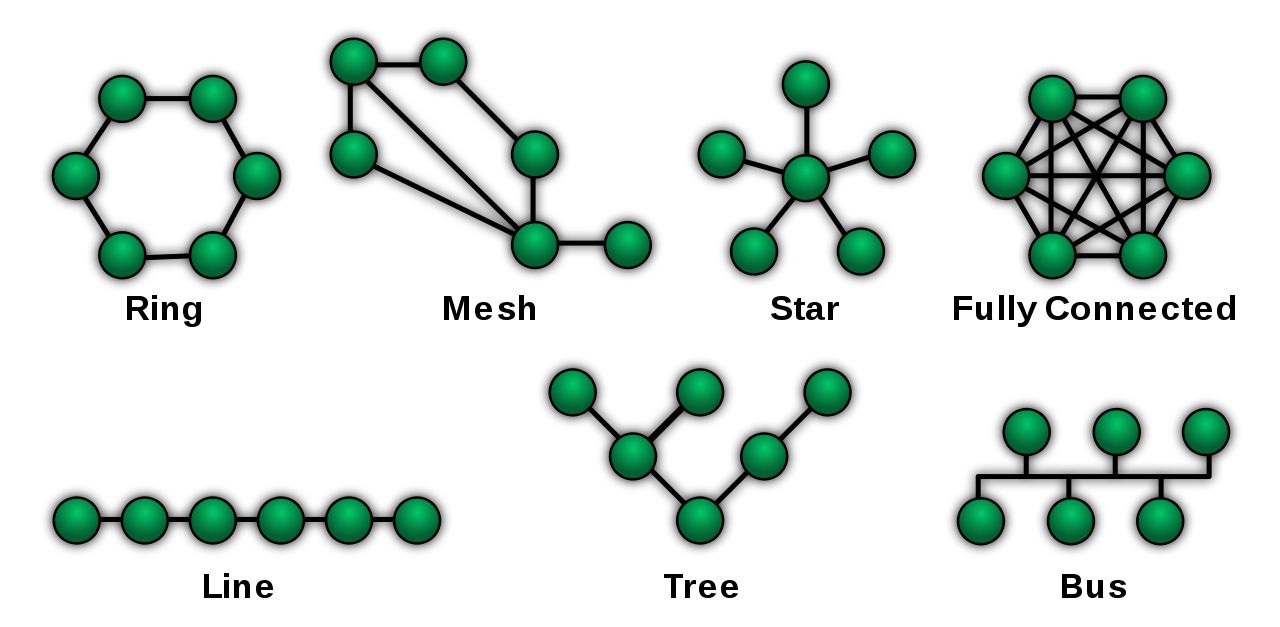 Ring
Mesh
Star
Fully Connected
Line
Tree
Bus